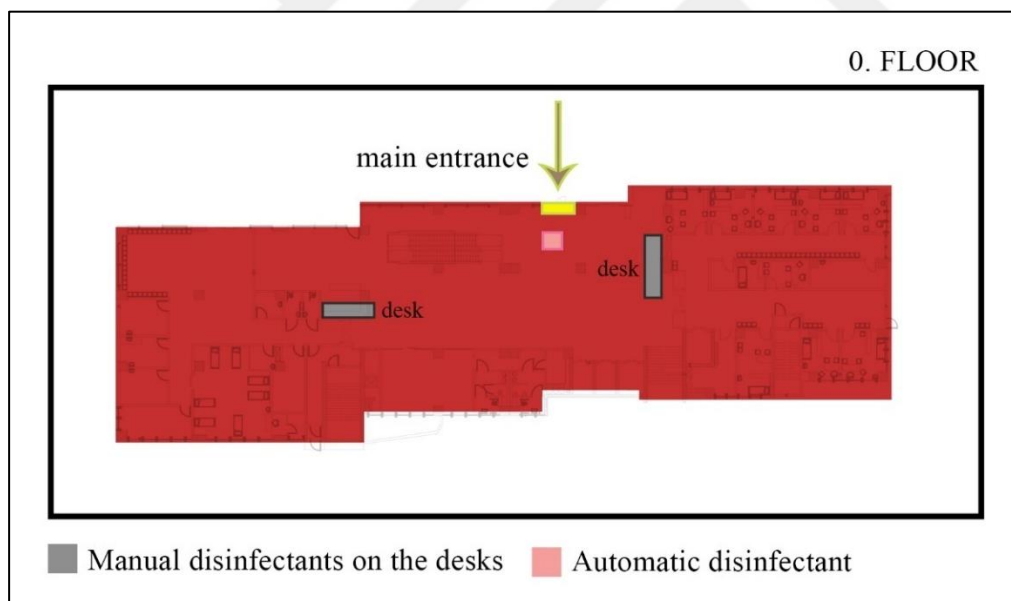 0. FLOOR
main entrance
desk
desk
Manual disinfectants on the desks
Automatic disinfectant